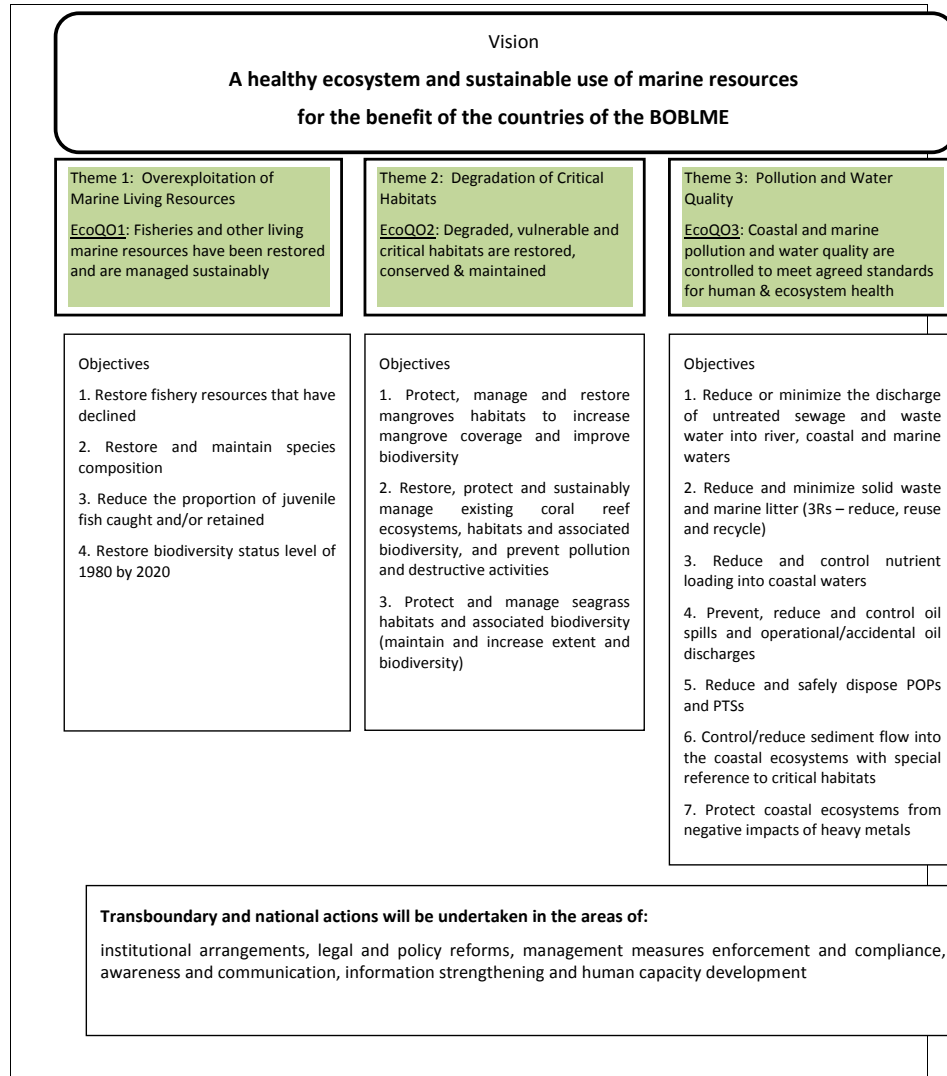 Vision
A healthy ecosystem and sustainable use of marine resources
for the benefit of the countries of the BOBLME
Theme 1: Overexploitation of
Marine Living Resources
EcoQO1: Fisheries and other living
marine resources have been restored
and are managed sustainably
Theme 2: Degradation of Critical
Habitats
EcoQO2: Degraded, vulnerable and
critical habitats are restored,
conserved & maintained
Theme 3: Pollution and Water
Quality
EcoQO3: Coastal and marine
pollution and water quality are
controlled to meet agreed standards
for human & ecosystem health
Objectives
1. Restore fishery resources that have
declined
2. Restore and maintain species
composition
3. Reduce the proportion of juvenile
fish caught and/or retained
4. Restore biodiversity status level of
1980 by 2020
Objectives
1. Protect, manage and restore
mangroves habitats to increase
mangrove coverage and improve
biodiversity
2. Restore, protect and sustainably
manage existing coral reef
ecosystems, habitats and associated
biodiversity, and prevent pollution
and destructive activities
3. Protect and manage seagrass
habitats and associated biodiversity
(maintain and increase extent and
biodiversity)
Objectives
1. Reduce or minimize the discharge
of untreated sewage and waste
water into river, coastal and marine
waters
2. Reduce and minimize solid waste
and marine litter (3Rs – reduce, reuse
and recycle)
3. Reduce and control nutrient
loading into coastal waters
4. Prevent, reduce and control oil
spills and operational/accidental oil
discharges
5. Reduce and safely dispose POPs
and PTSs
6. Control/reduce sediment flow into
the coastal ecosystems with special
reference to critical habitats
7. Protect coastal ecosystems from
negative impacts of heavy metals
Transboundary and national actions will be undertaken in the areas of:
institutional arrangements, legal and policy reforms, management measures enforcement and compliance,
awareness and communication, information strengthening and human capacity development